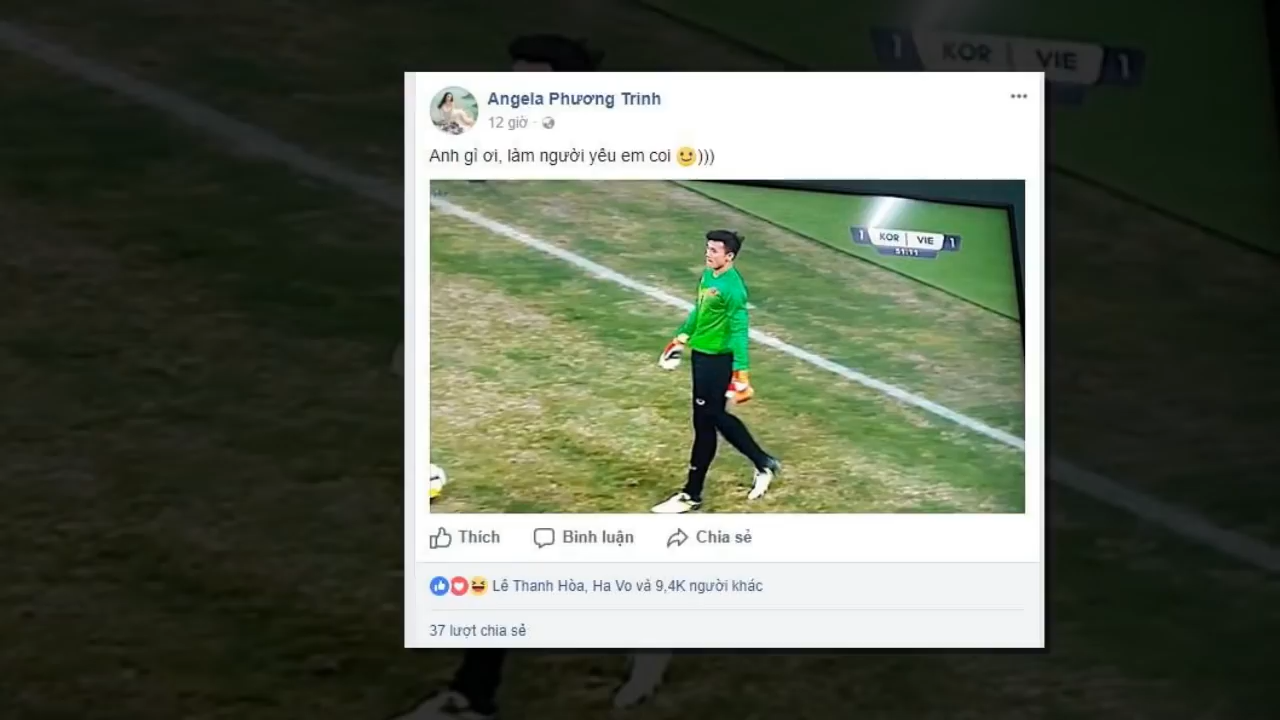 1 KOR | VIE 1
Angela Phương Trinh
12 giờ ·
Anh gì ơi, làm người yêu em coi 🙂)))
1 KOR | VIE 1
51:11
Thích Bình luận Chia sẻ
Lê Thanh Hòa, Ha Vo và 9,4K người khác
37 lượt chia sẻ